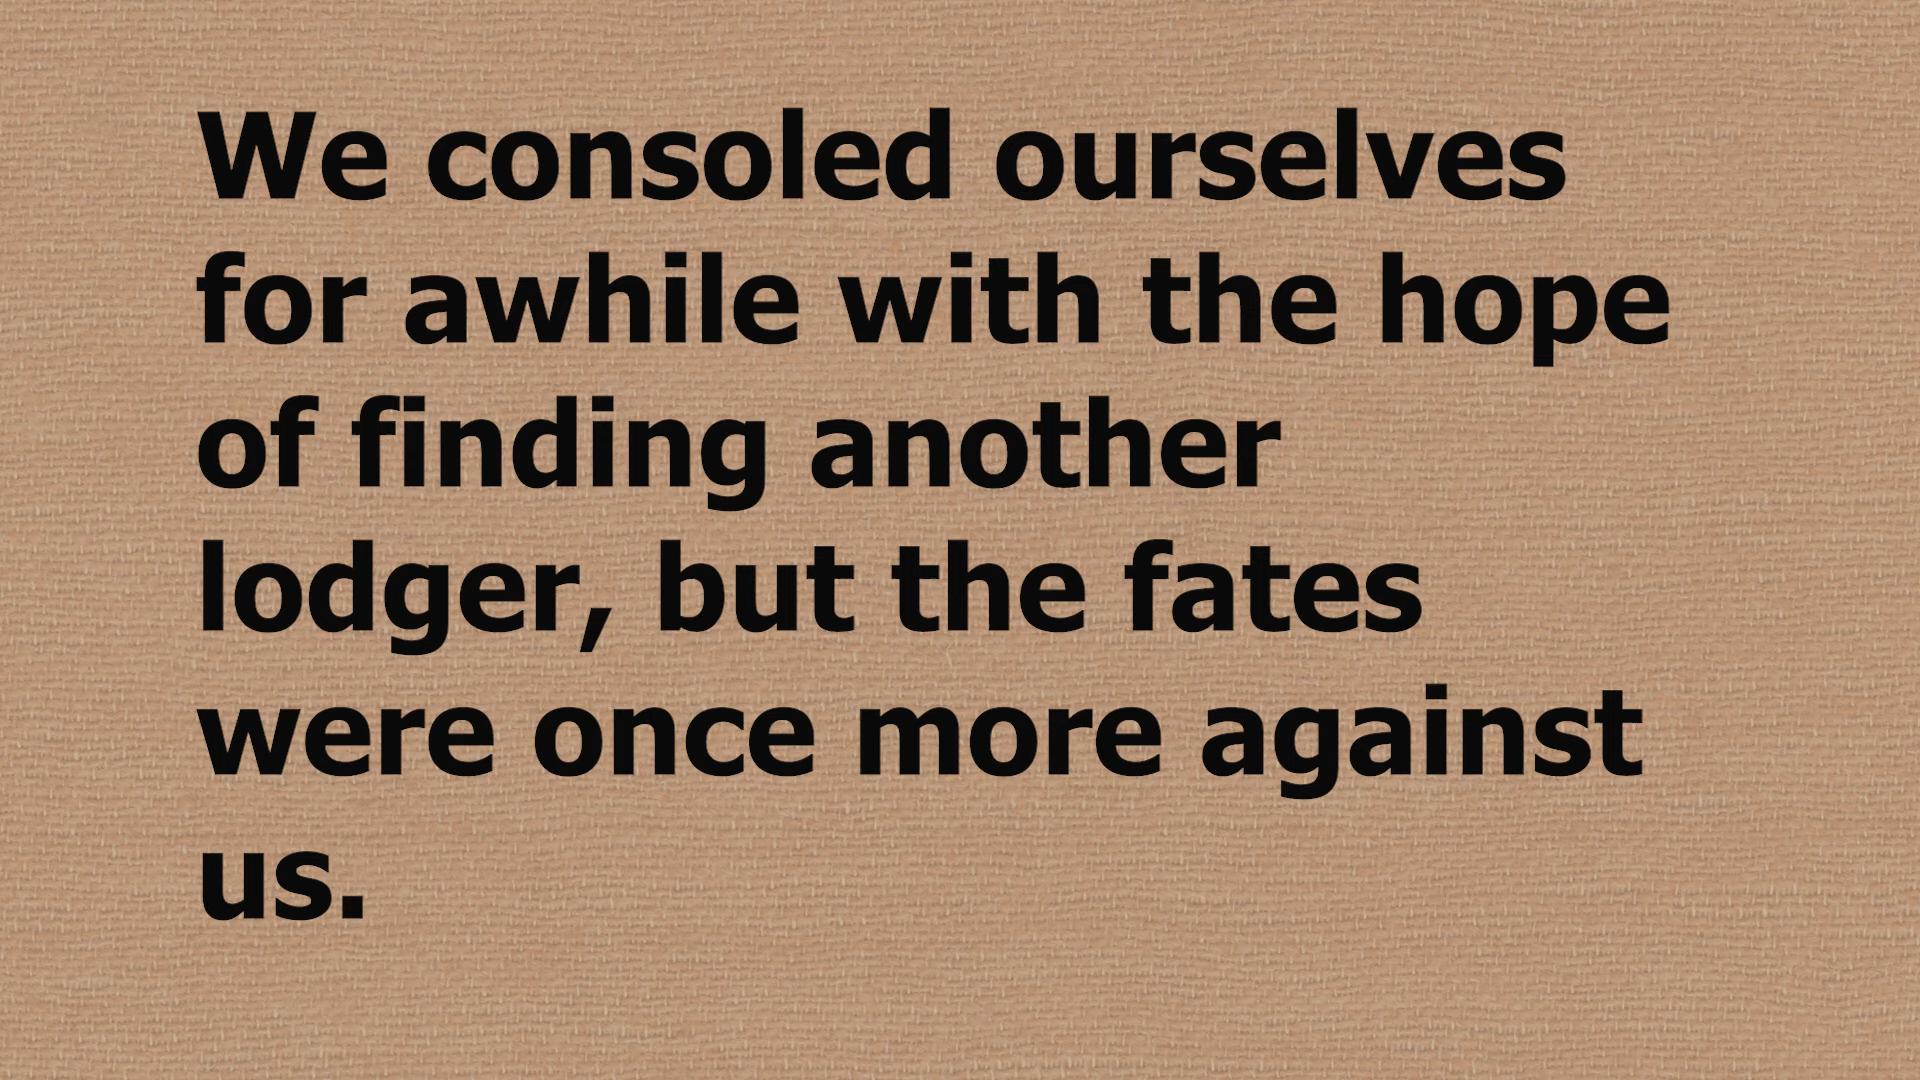 We consoled ourselves
for awhile with the hope
of finding another
lodger, but the fates
were once more against
us.